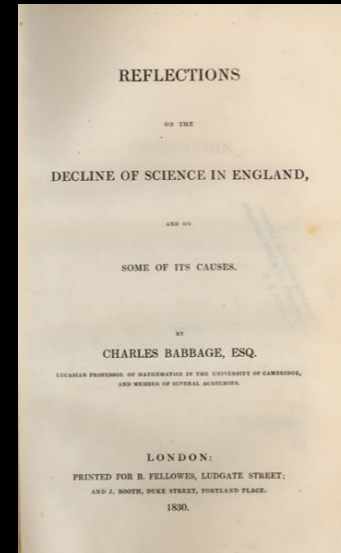 REFLECTIONS
ON THE
DECLINE OF SCIENCE IN ENGLAND,
AND ON
SOME OF ITS CAUSES.
BY
CHARLES BABBAGE, ESQ.
LUCASIAN PROFESSOR OF MATHEMATICS IN THE UNIVERSITY OF CAMBRIDGE,
AND MEMBER OF SEVERAL ACADEMIES.
LONDON:
PRINTED FOR B. FELLOWES, LUDGATE STREET;
AND J. BOOTH, DUKE STREET, PORTLAND PLACE.
1830.